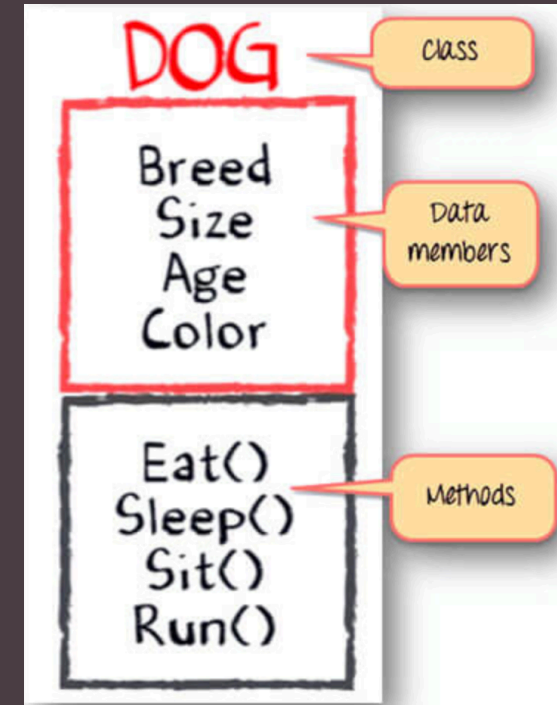 DOG
Class
Breed
Size
Age
Color
Data
members
Eat()
Sleep()
Sit()
Run()
Methods